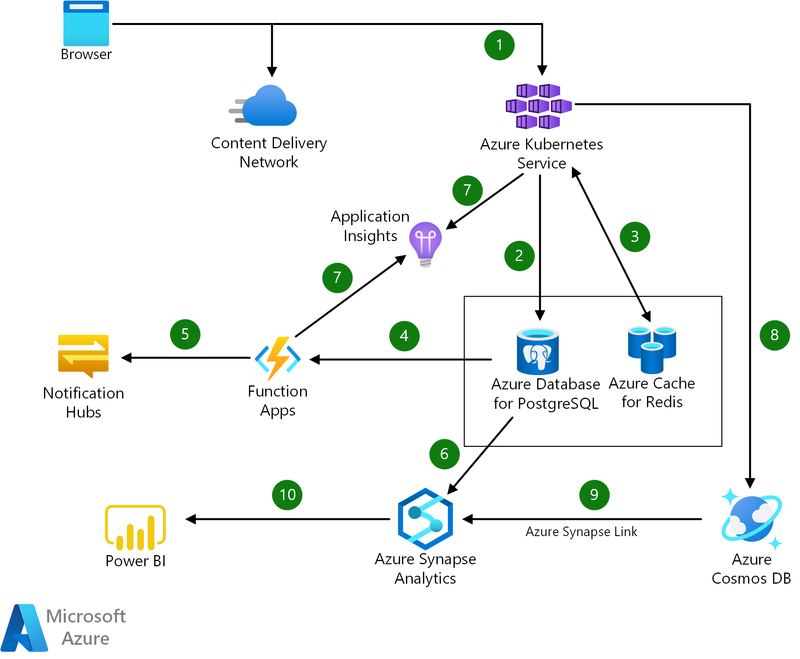 Browser
1
Content Delivery
Network
Azure Kubernetes
Service
7
Application
Insights
2
3
7
5
4
8
Notification
Hubs
Function
Apps
Azure Database
for PostgreSQL
Azure Cache
for Redis
6
10
9
Azure Synapse Link
Power BI
Azure Synapse
Analytics
Azure
Cosmos DB
Microsoft
Azure